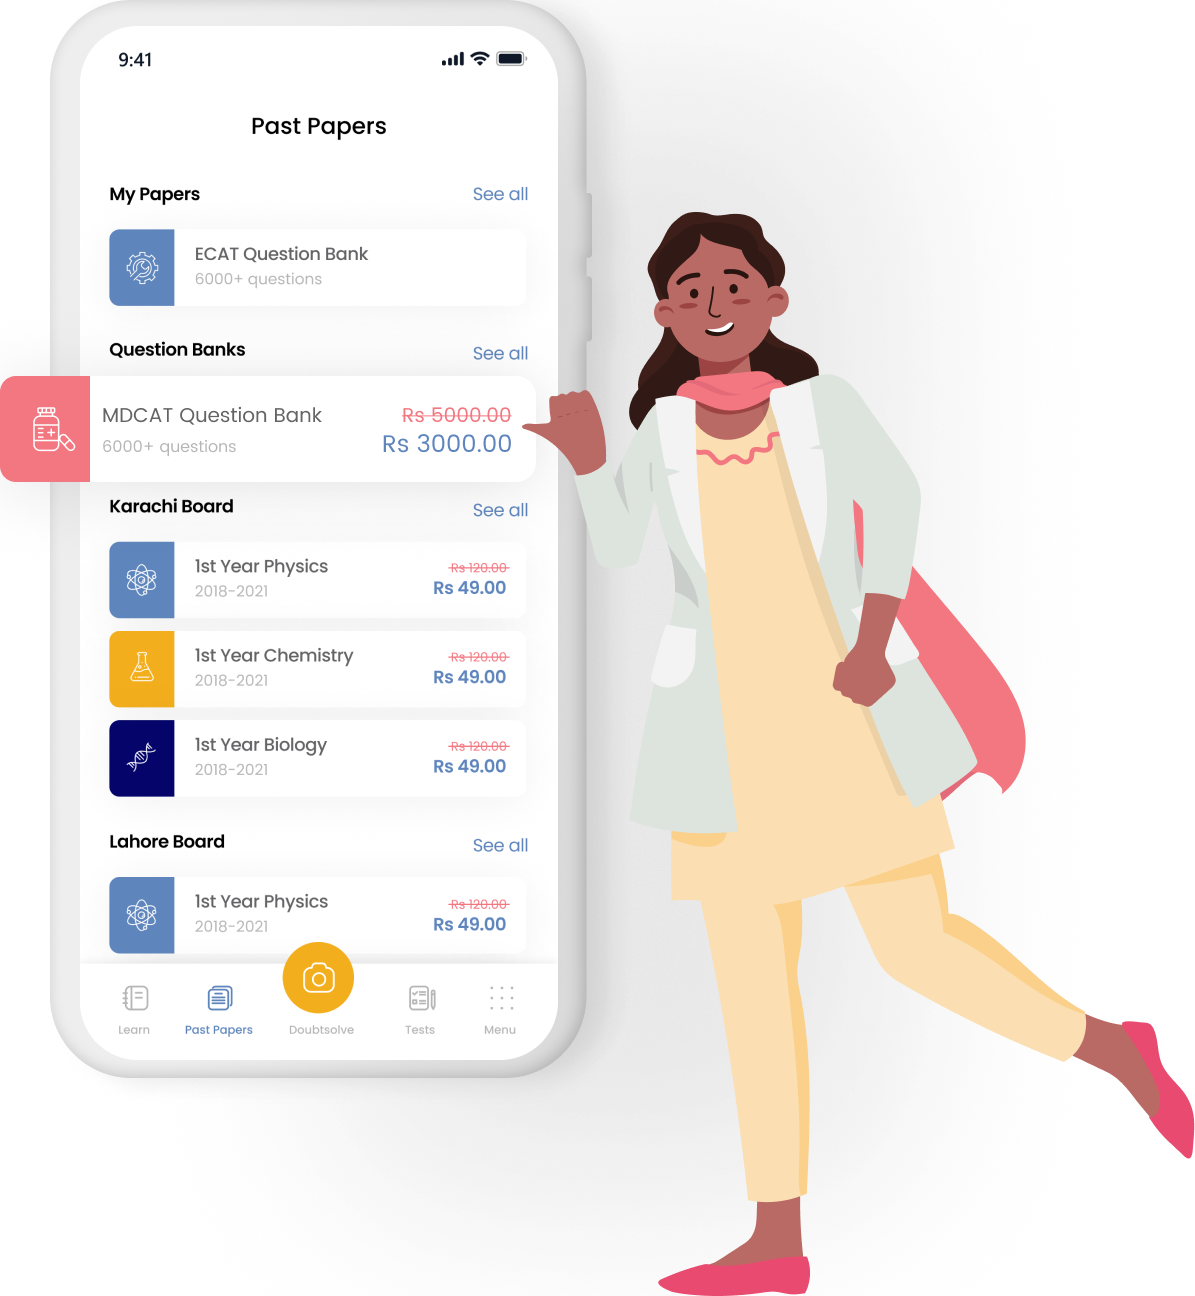 9:41
Past Papers
My Papers
See all
ECAT Question Bank
6000+ questions
Question Banks
See all
MDCAT Question Bank
Rs 5000.00
6000+ questions
Rs 3000.00
Karachi Board
See all
1st Year Physics
Rs 120.00
2018-2021
Rs 49.00
1st Year Chemistry
Rs 120.00
2018-2021
Rs 49.00
1st Year Biology
Rs 120.00
2018-2021
Rs 49.00
Lahore Board
See all
1st Year Physics
Rs 120.00
2018-2021
Rs 49.00
Learn
Past Papers
Doubtsolve
Tests
Menu